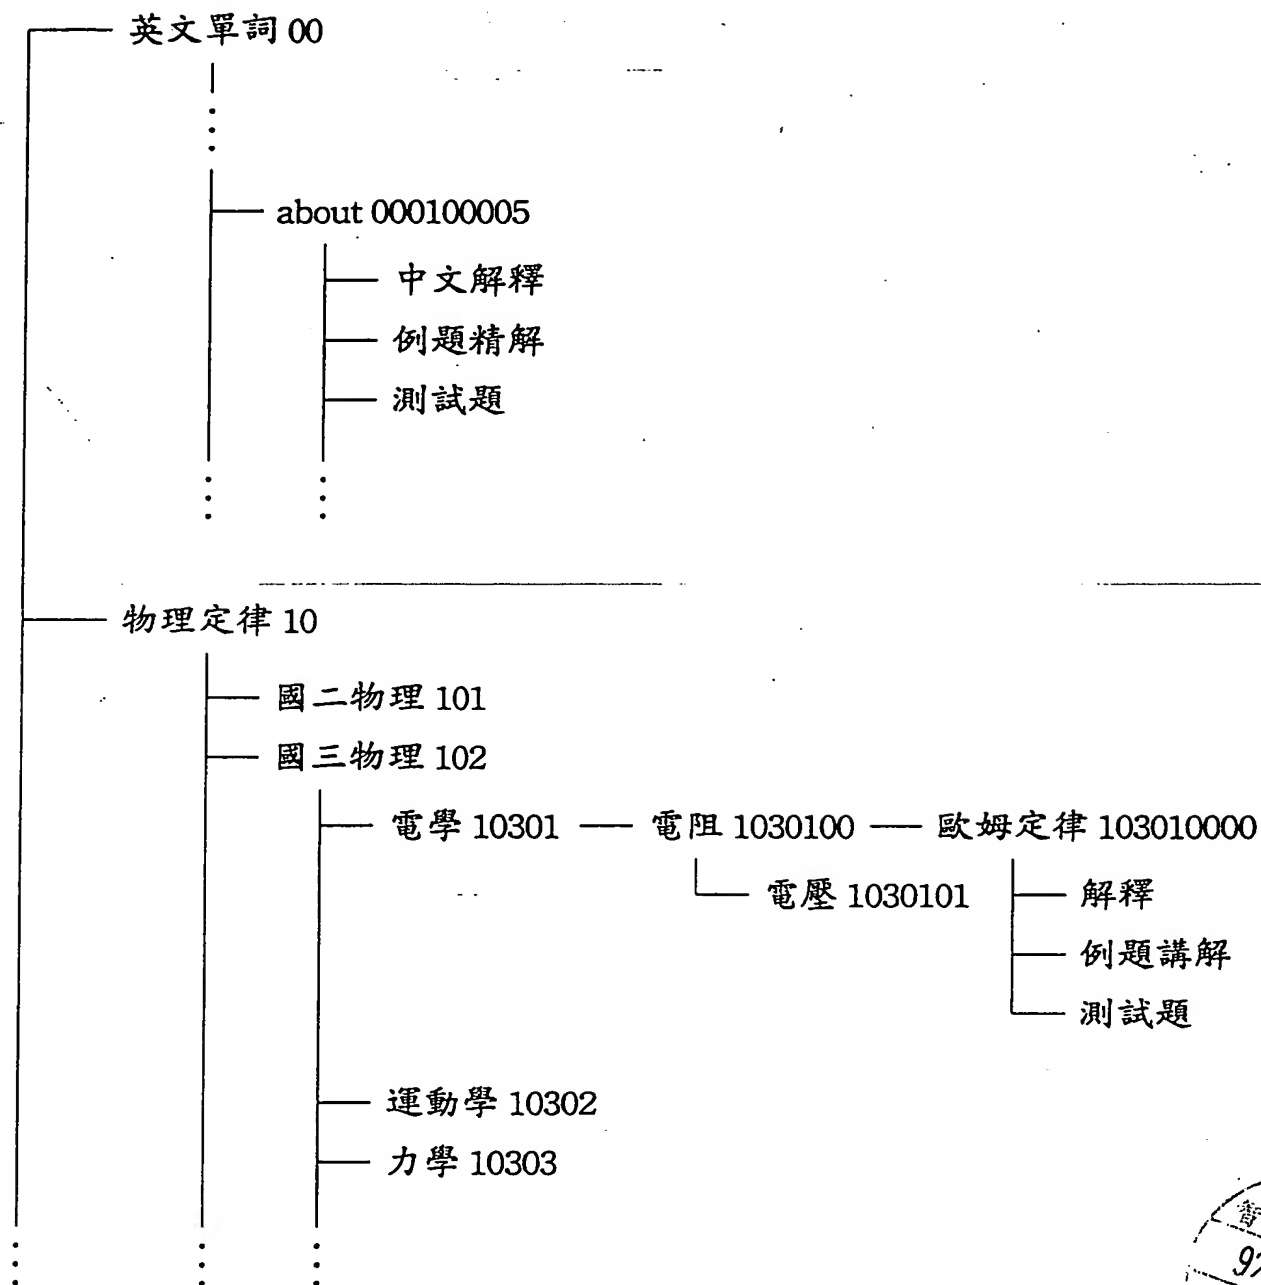 英文單詞 00
about 000100005
中文解釋
例題精解
測試題
物理定律 10
國二物理 101
國三物理 102
電學 10301 電阻 1030100 歐姆定律 103010000
電壓 1030101 解釋
例題講解
測試題
運動學 10302
力學 10303